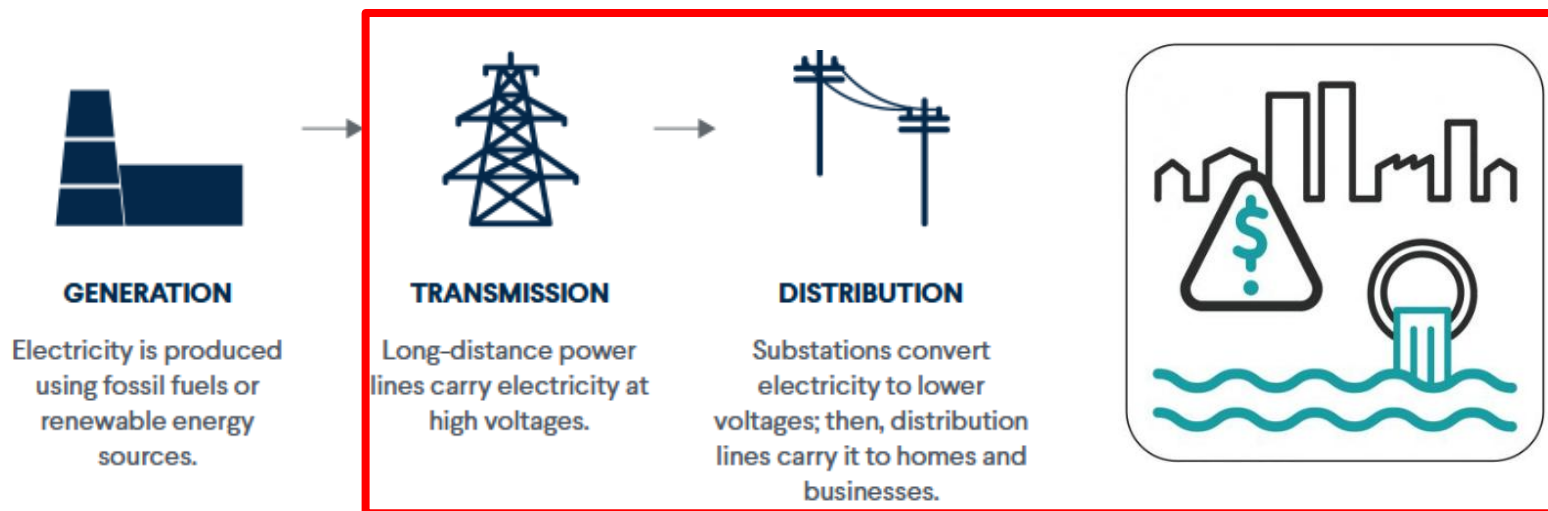 GENERATION
Electricity is produced
using fossil fuels or
renewable energy
sources.
TRANSMISSION
Long-distance power
lines carry electricity at
high voltages.
DISTRIBUTION
Substations convert
electricity to lower
voltages; then, distribution
lines carry it to homes and
businesses.
$